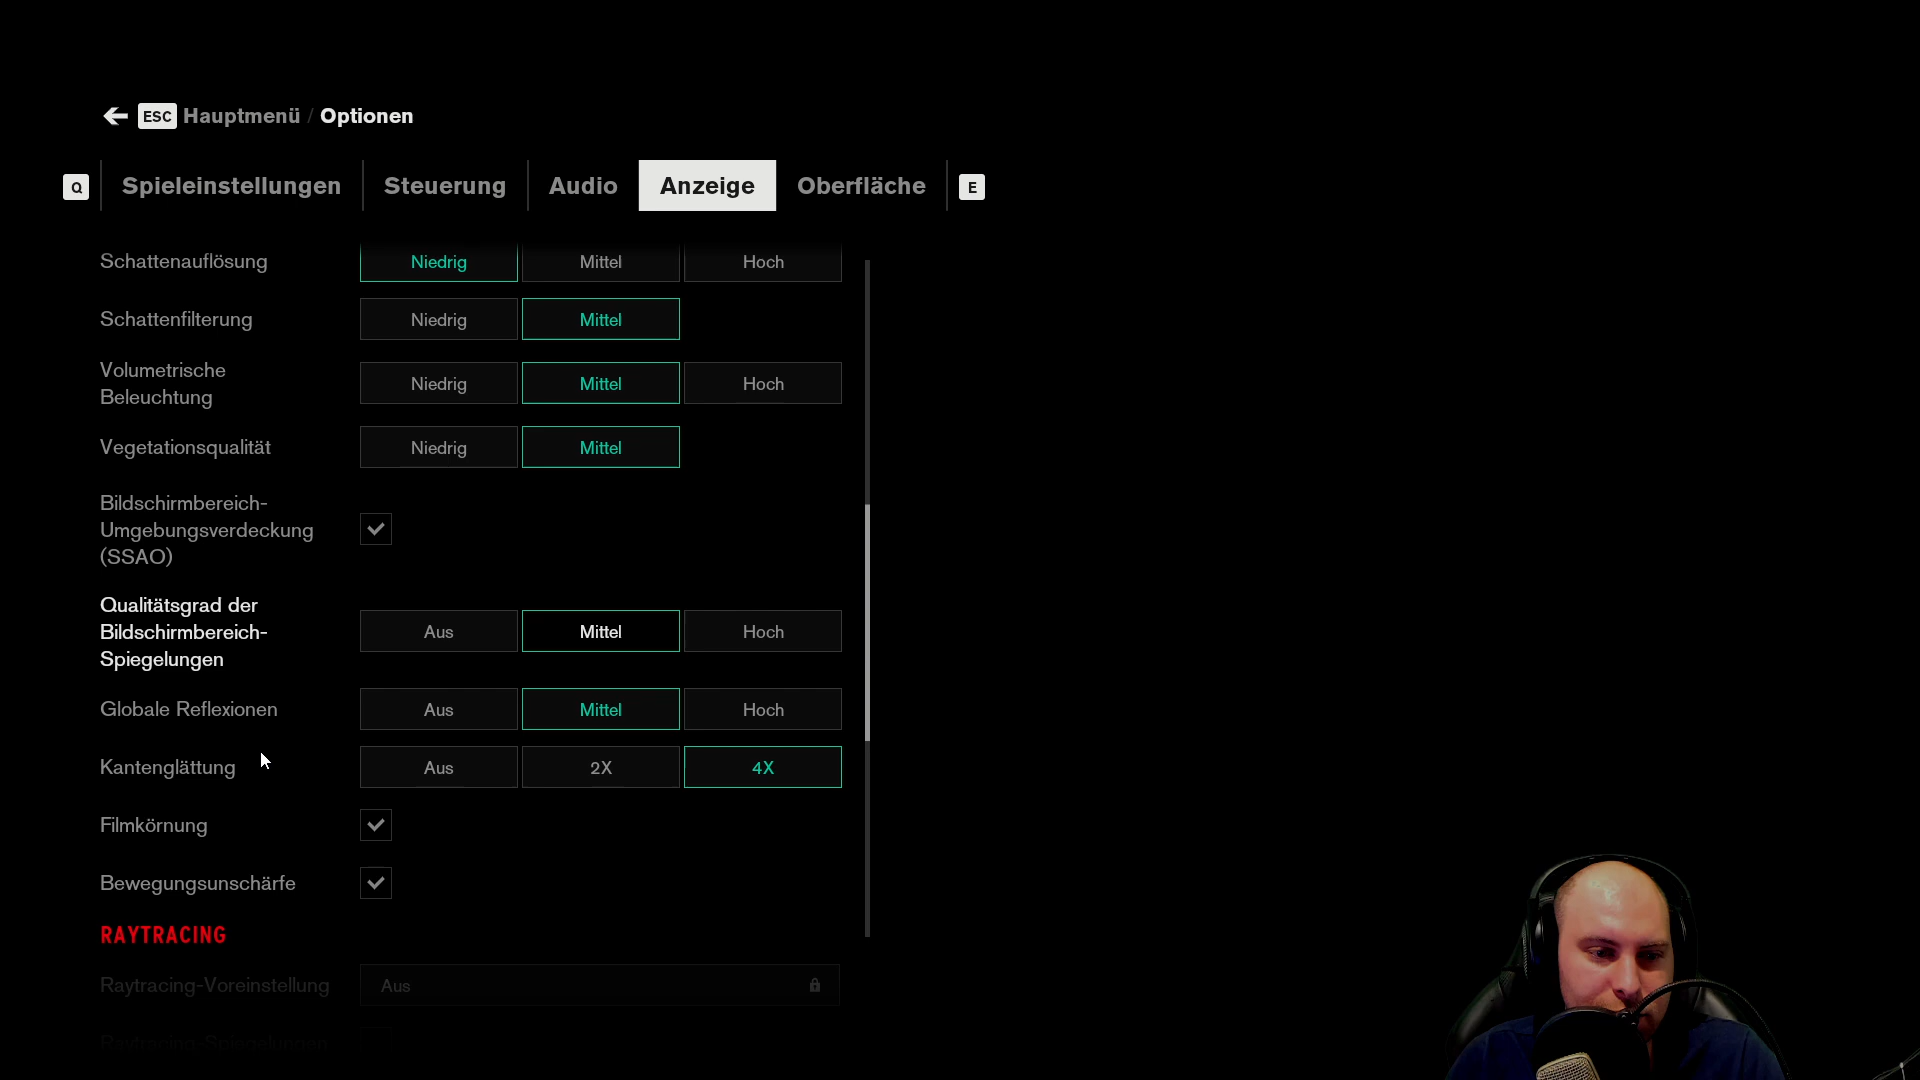 ESC Hauptmenü / Optionen
Q Spieleinstellungen Steuerung Audio Anzeige Oberfläche E
Schattenauflösung Niedrig Mittel Hoch
Schattenfilterung Niedrig Mittel
Volumetrische
Beleuchtung
Niedrig Mittel Hoch
Vegetationsqualität Niedrig Mittel
Bildschirmbereich-
Umgebungsverdeckung
(SSAO)
Qualitätsgrad der
Bildschirmbereich-
Spiegelungen
Aus Mittel Hoch
Globale Reflexionen Aus Mittel Hoch
Kantenglättung Aus 2X 4X
Filmkörnung
Bewegungsunschärfe
RAYTRACING
Raytracing-Voreinstellung Aus
Raytracing-Spiegelungen